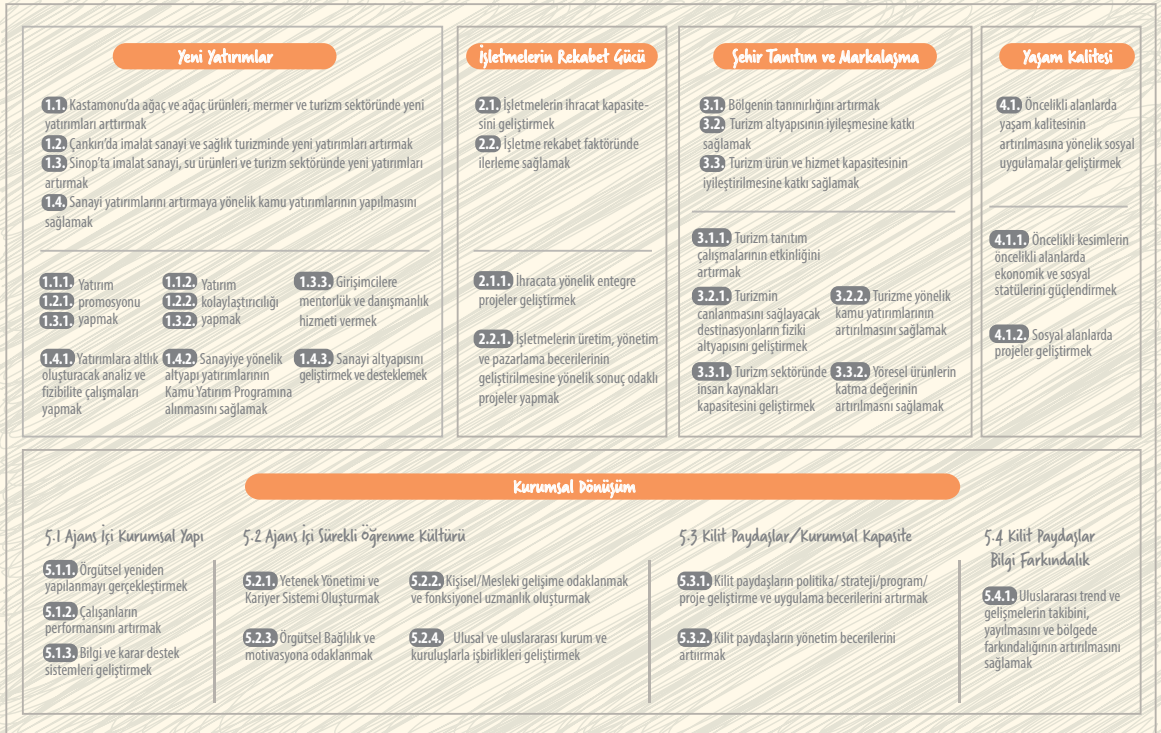 Yeni Yatırımlar
1.1. Kastamonu'da ağaç ve ağaç ürünleri, mermer ve turizm sektöründe yeni
yatırımları arttırmak
1.2. Çankırı'da imalat sanayi ve sağlık turizminde yeni yatırımları artırmak
1.3. Sinop'ta imalat sanayi, su ürünleri ve turizm sektöründe yeni yatırımları
artırmak
1.4. Sanayi yatırımlarını artırmaya yönelik kamu yatırımlarının yapılmasını
sağlamak
1.1.1. Yatırım
1.2.1. promosyonu
1.3.1. yapmak
1.1.2. Yatırım
1.2.2. kolaylaştırıcılığı
1.3.2. yapmak
1.3.3. Girişimcilere
mentorlük ve danışmanlık
hizmeti vermek
1.4.1. Yatırımlara altlık
oluşturacak analiz ve
fizibilite çalışmaları
yapmak
1.4.2. Sanayiye yönelik
altyapı yatırımlarının
Kamu Yatırım Programına
alınmasını sağlamak
1.4.3. Sanayi altyapısını
geliştirmek ve desteklemek
İşletmelerin Rekabet Gücü
2.1. İşletmelerin ihracat kapasite-
sini geliştirmek
2.2. İşletme rekabet faktöründe
ilerleme sağlamak
2.1.1. İhracata yönelik entegre
projeler geliştirmek
2.2.1. İşletmelerin üretim, yönetim
ve pazarlama becerilerinin
geliştirilmesine yönelik sonuç odaklı
projeler yapmak
Şehir Tanıtım ve Markalaşma
3.1. Bölgenin tanınırlığını artırmak
3.2. Turizm altyapısının iyileşmesine katkı
sağlamak
3.3. Turizm ürün ve hizmet kapasitesinin
iyileştirilmesine katkı sağlamak
3.1.1. Turizm tanıtım
çalışmalarının etkinliğini
artırmak
3.2.1. Turizmin
canlanmasını sağlayacak
destinasyonların fiziki
altyapısını geliştirmek
3.2.2. Turizme yönelik
kamu yatırımlarının
artırılmasını sağlamak
3.3.1. Turizm sektöründe
insan kaynakları
kapasitesini geliştirmek
3.3.2. Yöresel ürünlerin
katma değerinin
artırılmasnı sağlamak
Yaşam Kalitesi
4.1. Öncelikli alanlarda
yaşam kalitesinin
artırılmasına yönelik sosyal
uygulamalar geliştirmek
4.1.1. Öncelikli kesimlerin
öncelikli alanlarda
ekonomik ve sosyal
statülerini güçlendirmek
4.1.2. Sosyal alanlarda
projeler geliştirmek
Kurumsal Dönüşüm
5.1 Ajans İçi Kurumsal Yapı
5.1.1. Örgütsel yeniden
yapılanmayı gerçekleştirmek
5.1.2. Çalışanların
performansını artırmak
5.1.3. Bilgi ve karar destek
sistemleri geliştirmek
5.2 Ajans İçi Sürekli Öğrenme Kültürü
5.2.1. Yetenek Yönetimi ve
Kariyer Sistemi Oluşturmak
5.2.2. Kişisel/Mesleki gelişime odaklanmak
ve fonksiyonel uzmanlık oluşturmak
5.2.3. Örgütsel Bağlılık ve
motivasyona odaklanmak
5.2.4. Ulusal ve uluslararası kurum ve
kuruluşlarla işbirlikleri geliştirmek
5.3 Kilit Paydaşlar/Kurumsal Kapasite
5.3.1. Kilit paydaşların politika/ strateji/program/
proje geliştirme ve uygulama becerilerini artırmak
5.3.2. Kilit paydaşların yönetim becerilerini
artıırmak
5.4 Kilit Paydaşlar
Bilgi Farkındalık
5.4.1. Uluslararası trend ve
gelişmelerin takibini,
yayılmasını ve bölgede
farkındalığının artırılmasını
sağlamak